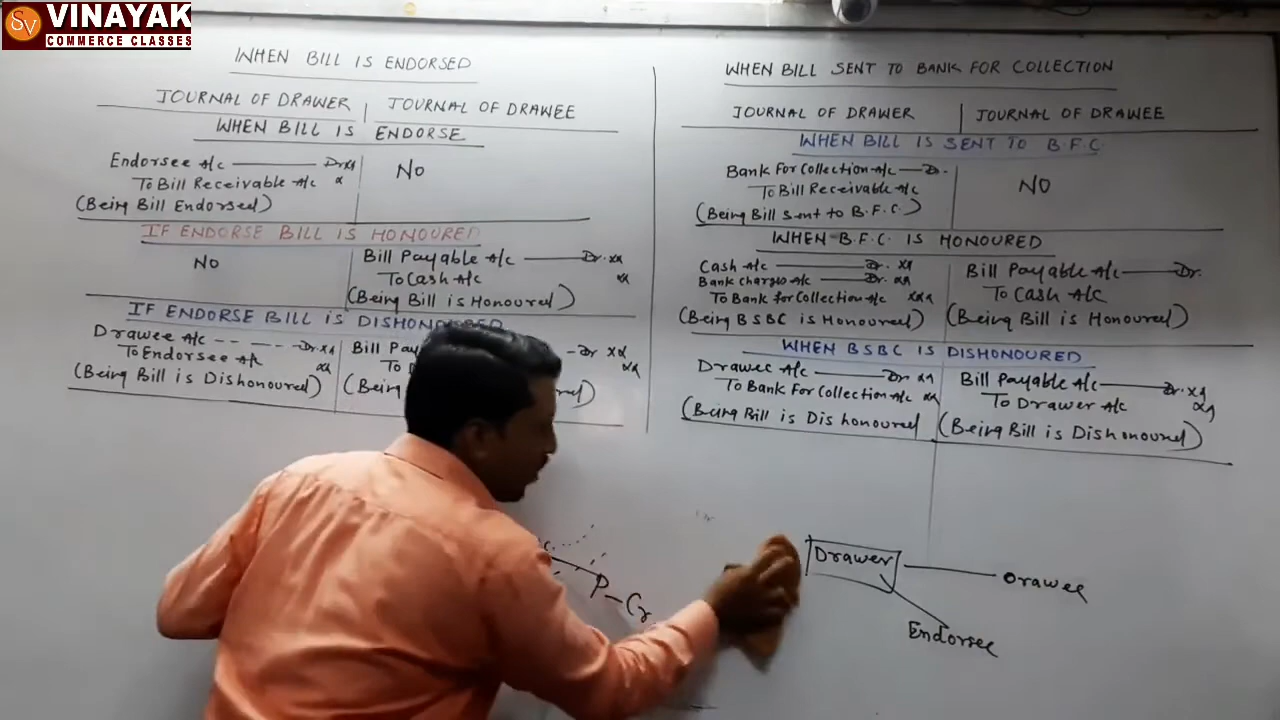 SV VINAYAK
COMMERCE CLASSES
WHEN BILL IS ENDORSED
JOURNAL OF DRAWER | JOURNAL OF DRAWEE
WHEN BILL IS ENDORSE
Endorsee A/c —— Dr xx
To Bill Receivable A/c x
(Being Bill Endorsed)
NO
IF ENDORSE BILL IS HONOURED
NO
Bill Payable A/c —— Dr. xx
To Cash A/c xx
(Being Bill is Honoured)
IF ENDORSE BILL IS DISHONOURED
Drawee A/c -- — -- Dr xx
To Endorsee A/c xx
(Being Bill is Dishonoured)
Bill Pay - Dr xx
To xx
(Being
WHEN BILL SENT TO BANK FOR COLLECTION
JOURNAL OF DRAWER | JOURNAL OF DRAWEE
WHEN BILL IS SENT TO B.F.C.
Bank For Collection A/c — Dr.
To Bill Receivable A/c
(Being Bill Sent to B.F.C.)
NO
WHEN B.F.C. IS HONOURED
Cash A/c —— Dr. xx
Bank Charges A/c —— Dr. xx
To Bank for Collection A/c xxx
(Being BSBC is Honoured)
Bill Payable A/c —— Dr.
To Cash A/c
(Being Bill is Honoured)
WHEN BSBC IS DISHONOURED
Drawee A/c —— Dr xx
To Bank For Collection A/c xx
(Being Bill is Dishonoured
Bill Payable A/c —— Dr. xx
To Drawer A/c xx
(Being Bill is Dishonoured)
P — Cr
Drawer — Drawee
Endorsee